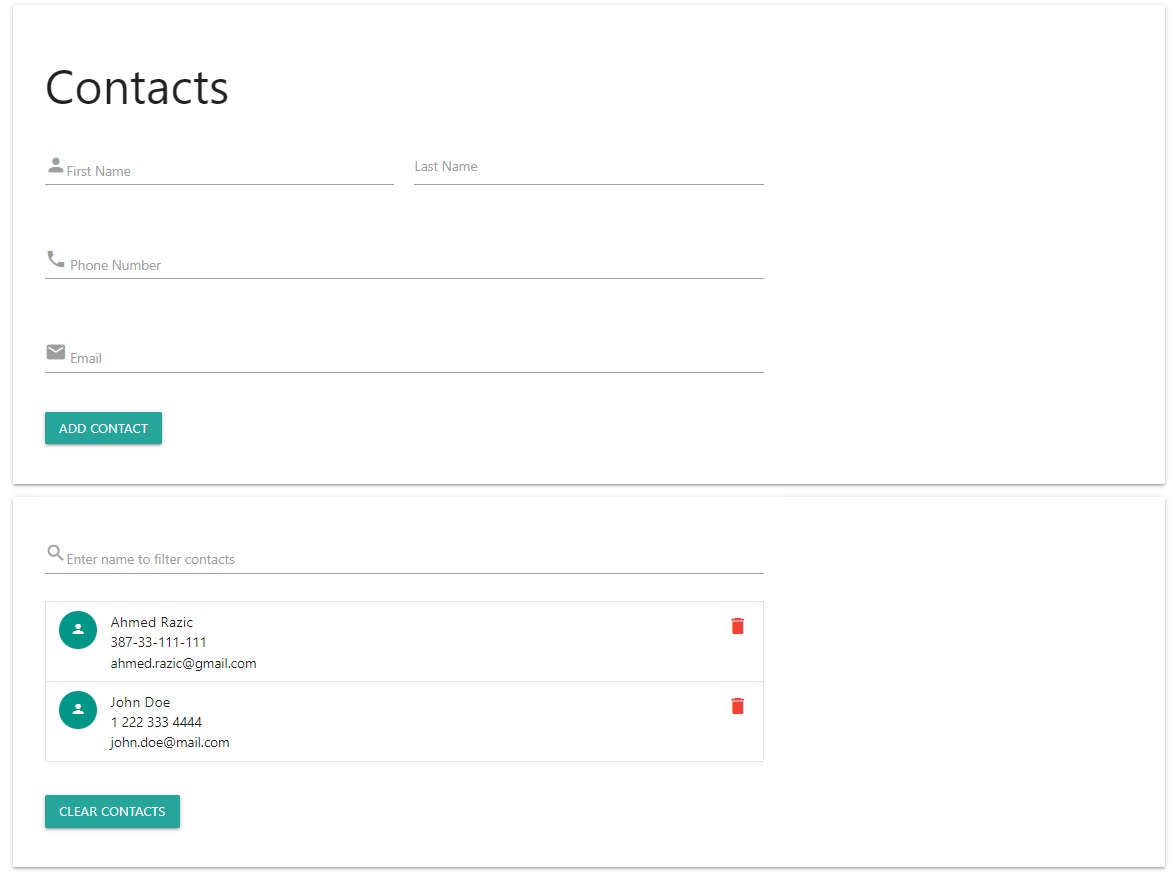 Contacts
First Name
Last Name
Phone Number
Email
ADD CONTACT
Enter name to filter contacts
Ahmed Razic
387-33-111-111
ahmed.razic@gmail.com
John Doe
1 222 333 4444
john.doe@mail.com
CLEAR CONTACTS